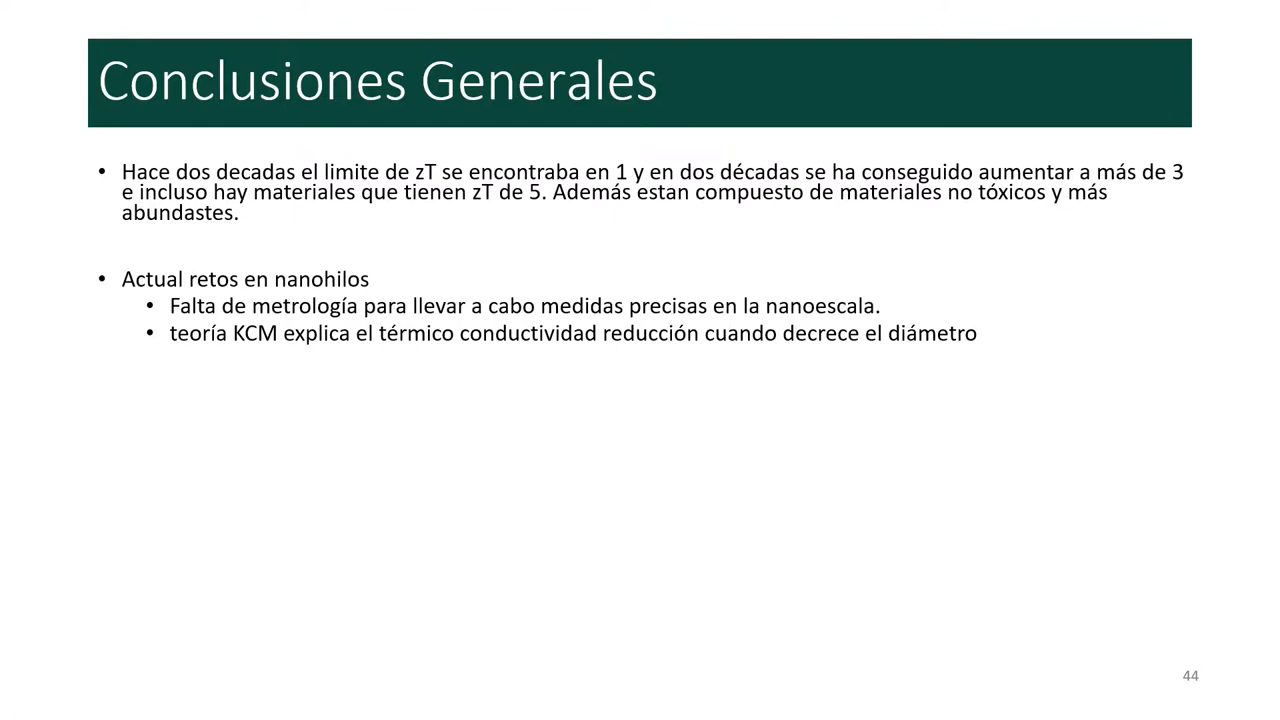 Conclusiones Generales
• Hace dos decadas el limite de zT se encontraba en 1 y en dos décadas se ha conseguido aumentar a más de 3
e incluso hay materiales que tienen zT de 5. Además estan compuesto de materiales no tóxicos y más
abundastes.
• Actual retos en nanohilos
• Falta de metrología para llevar a cabo medidas precisas en la nanoescala.
• teoría KCM explica el térmico conductividad reducción cuando decrece el diámetro
44